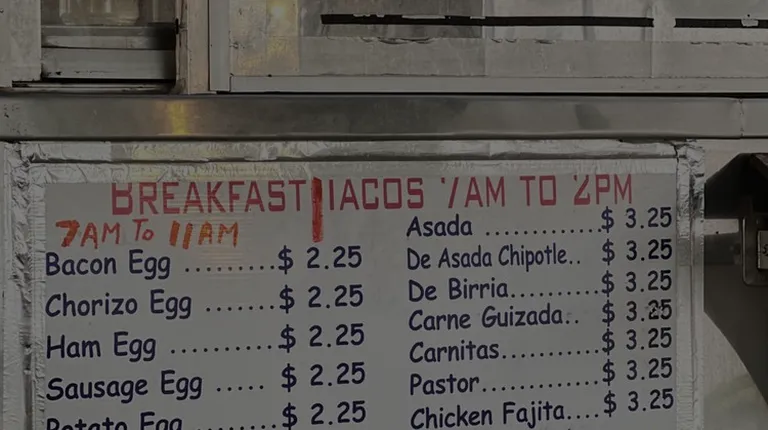 BREAKFAST TACOS 7AM TO 2PM
7AM To 11AM
Bacon Egg .........$ 2.25
Chorizo Egg .......$ 2.25
Ham Egg ..........$ 2.25
Sausage Egg ..... $ 2.25
Potato Egg ........$ 2.25
Asada .............$ 3.25
De Asada Chipotle.. $ 3.25
De Birria..........$ 3.25
Carne Guizada.. $ 3.25
Carnitas...........$ 3.25
Pastor.............$ 3.25
Chicken Fajita....$ 3.25